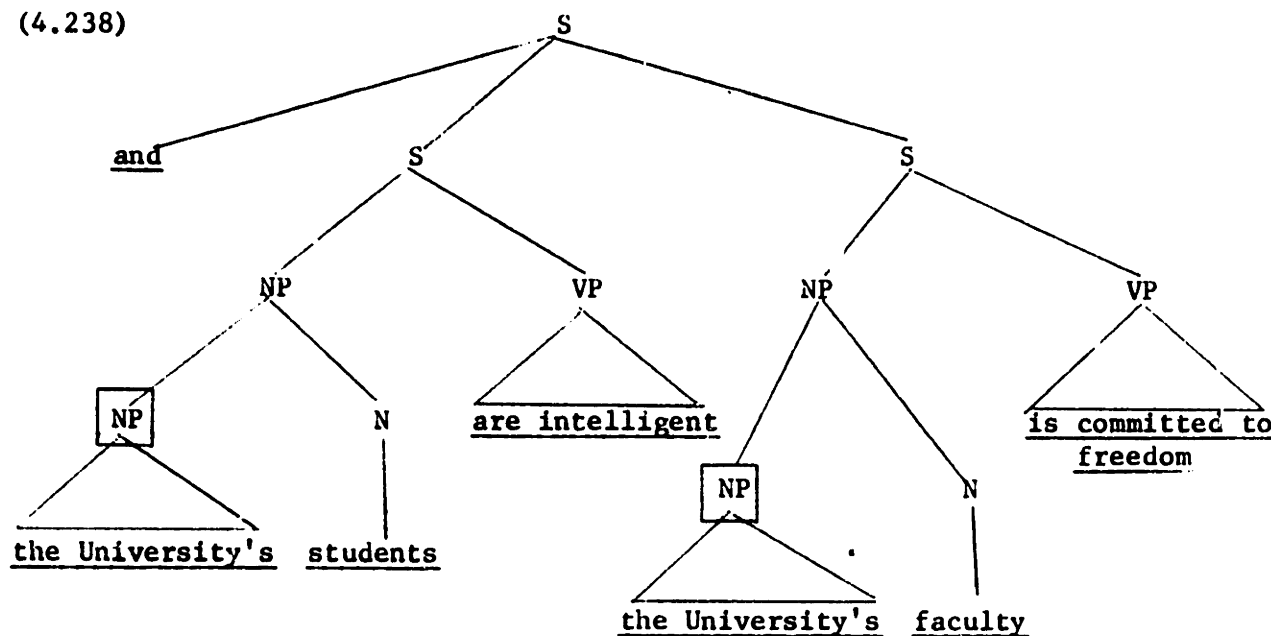 (4.238)
S
and S S
NP VP NP VP
NP N are intelligent is committed to
freedom
NP N
the University's students
the University's faculty